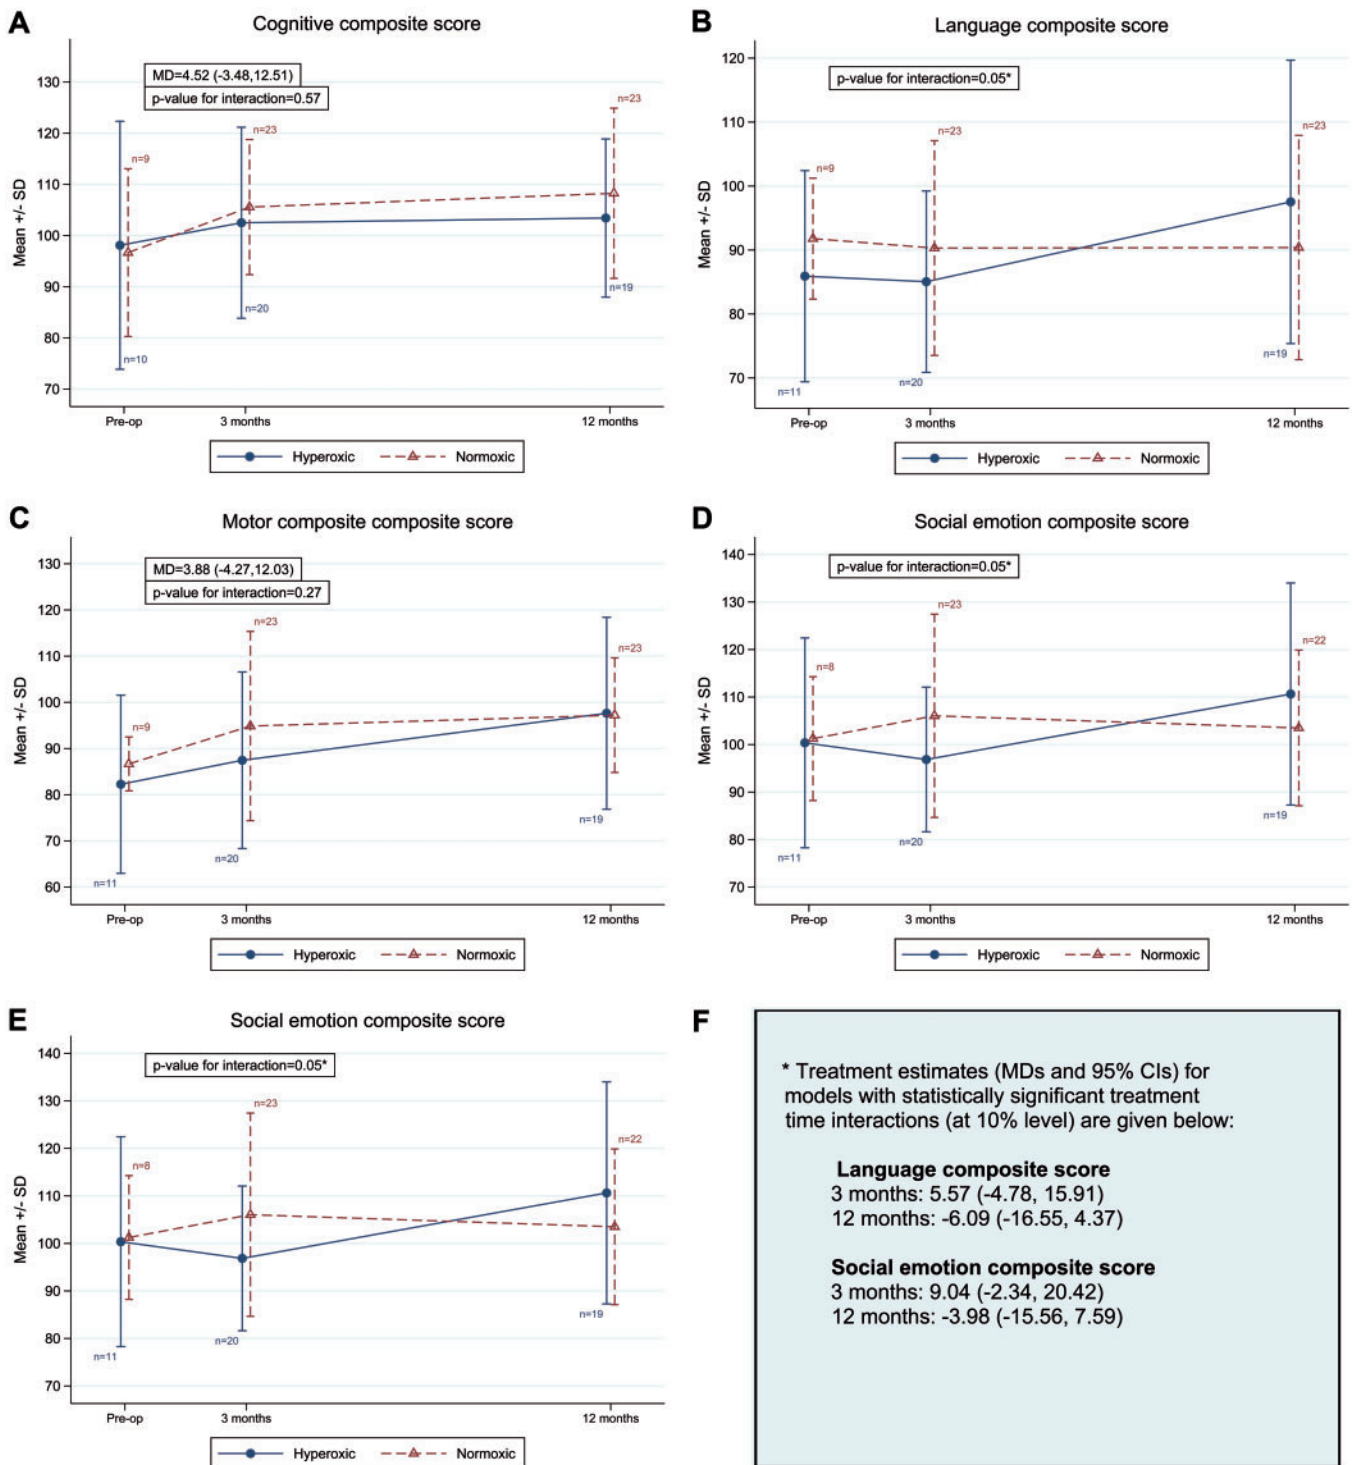 A
Cognitive composite score
MD=4.52 (-3.48,12.51)
p-value for interaction=0.57
Mean +/- SD
130
120
110
100
90
80
70
n=9
n=23
n=23
n=10
n=20
n=19
Pre-op
3 months
12 months
Hyperoxic
Normoxic
B
Language composite score
p-value for interaction=0.05*
Mean +/- SD
120
110
100
90
80
70
n=9
n=23
n=23
n=11
n=20
n=19
Pre-op
3 months
12 months
Hyperoxic
Normoxic
C
Motor composite composite score
MD=3.88 (-4.27,12.03)
p-value for interaction=0.27
Mean +/- SD
130
120
110
100
90
80
70
60
n=9
n=23
n=23
n=11
n=20
n=19
Pre-op
3 months
12 months
Hyperoxic
Normoxic
D
Social emotion composite score
p-value for interaction=0.05*
Mean +/- SD
140
130
120
110
100
90
80
70
n=8
n=23
n=22
n=11
n=20
n=19
Pre-op
3 months
12 months
Hyperoxic
Normoxic
E
Social emotion composite score
p-value for interaction=0.05*
Mean +/- SD
140
130
120
110
100
90
80
70
n=8
n=23
n=22
n=11
n=20
n=19
Pre-op
3 months
12 months
Hyperoxic
Normoxic
F
* Treatment estimates (MDs and 95% CIs) for
models with statistically significant treatment
time interactions (at 10% level) are given below:
Language composite score
3 months: 5.57 (-4.78, 15.91)
12 months: -6.09 (-16.55, 4.37)
Social emotion composite score
3 months: 9.04 (-2.34, 20.42)
12 months: -3.98 (-15.56, 7.59)